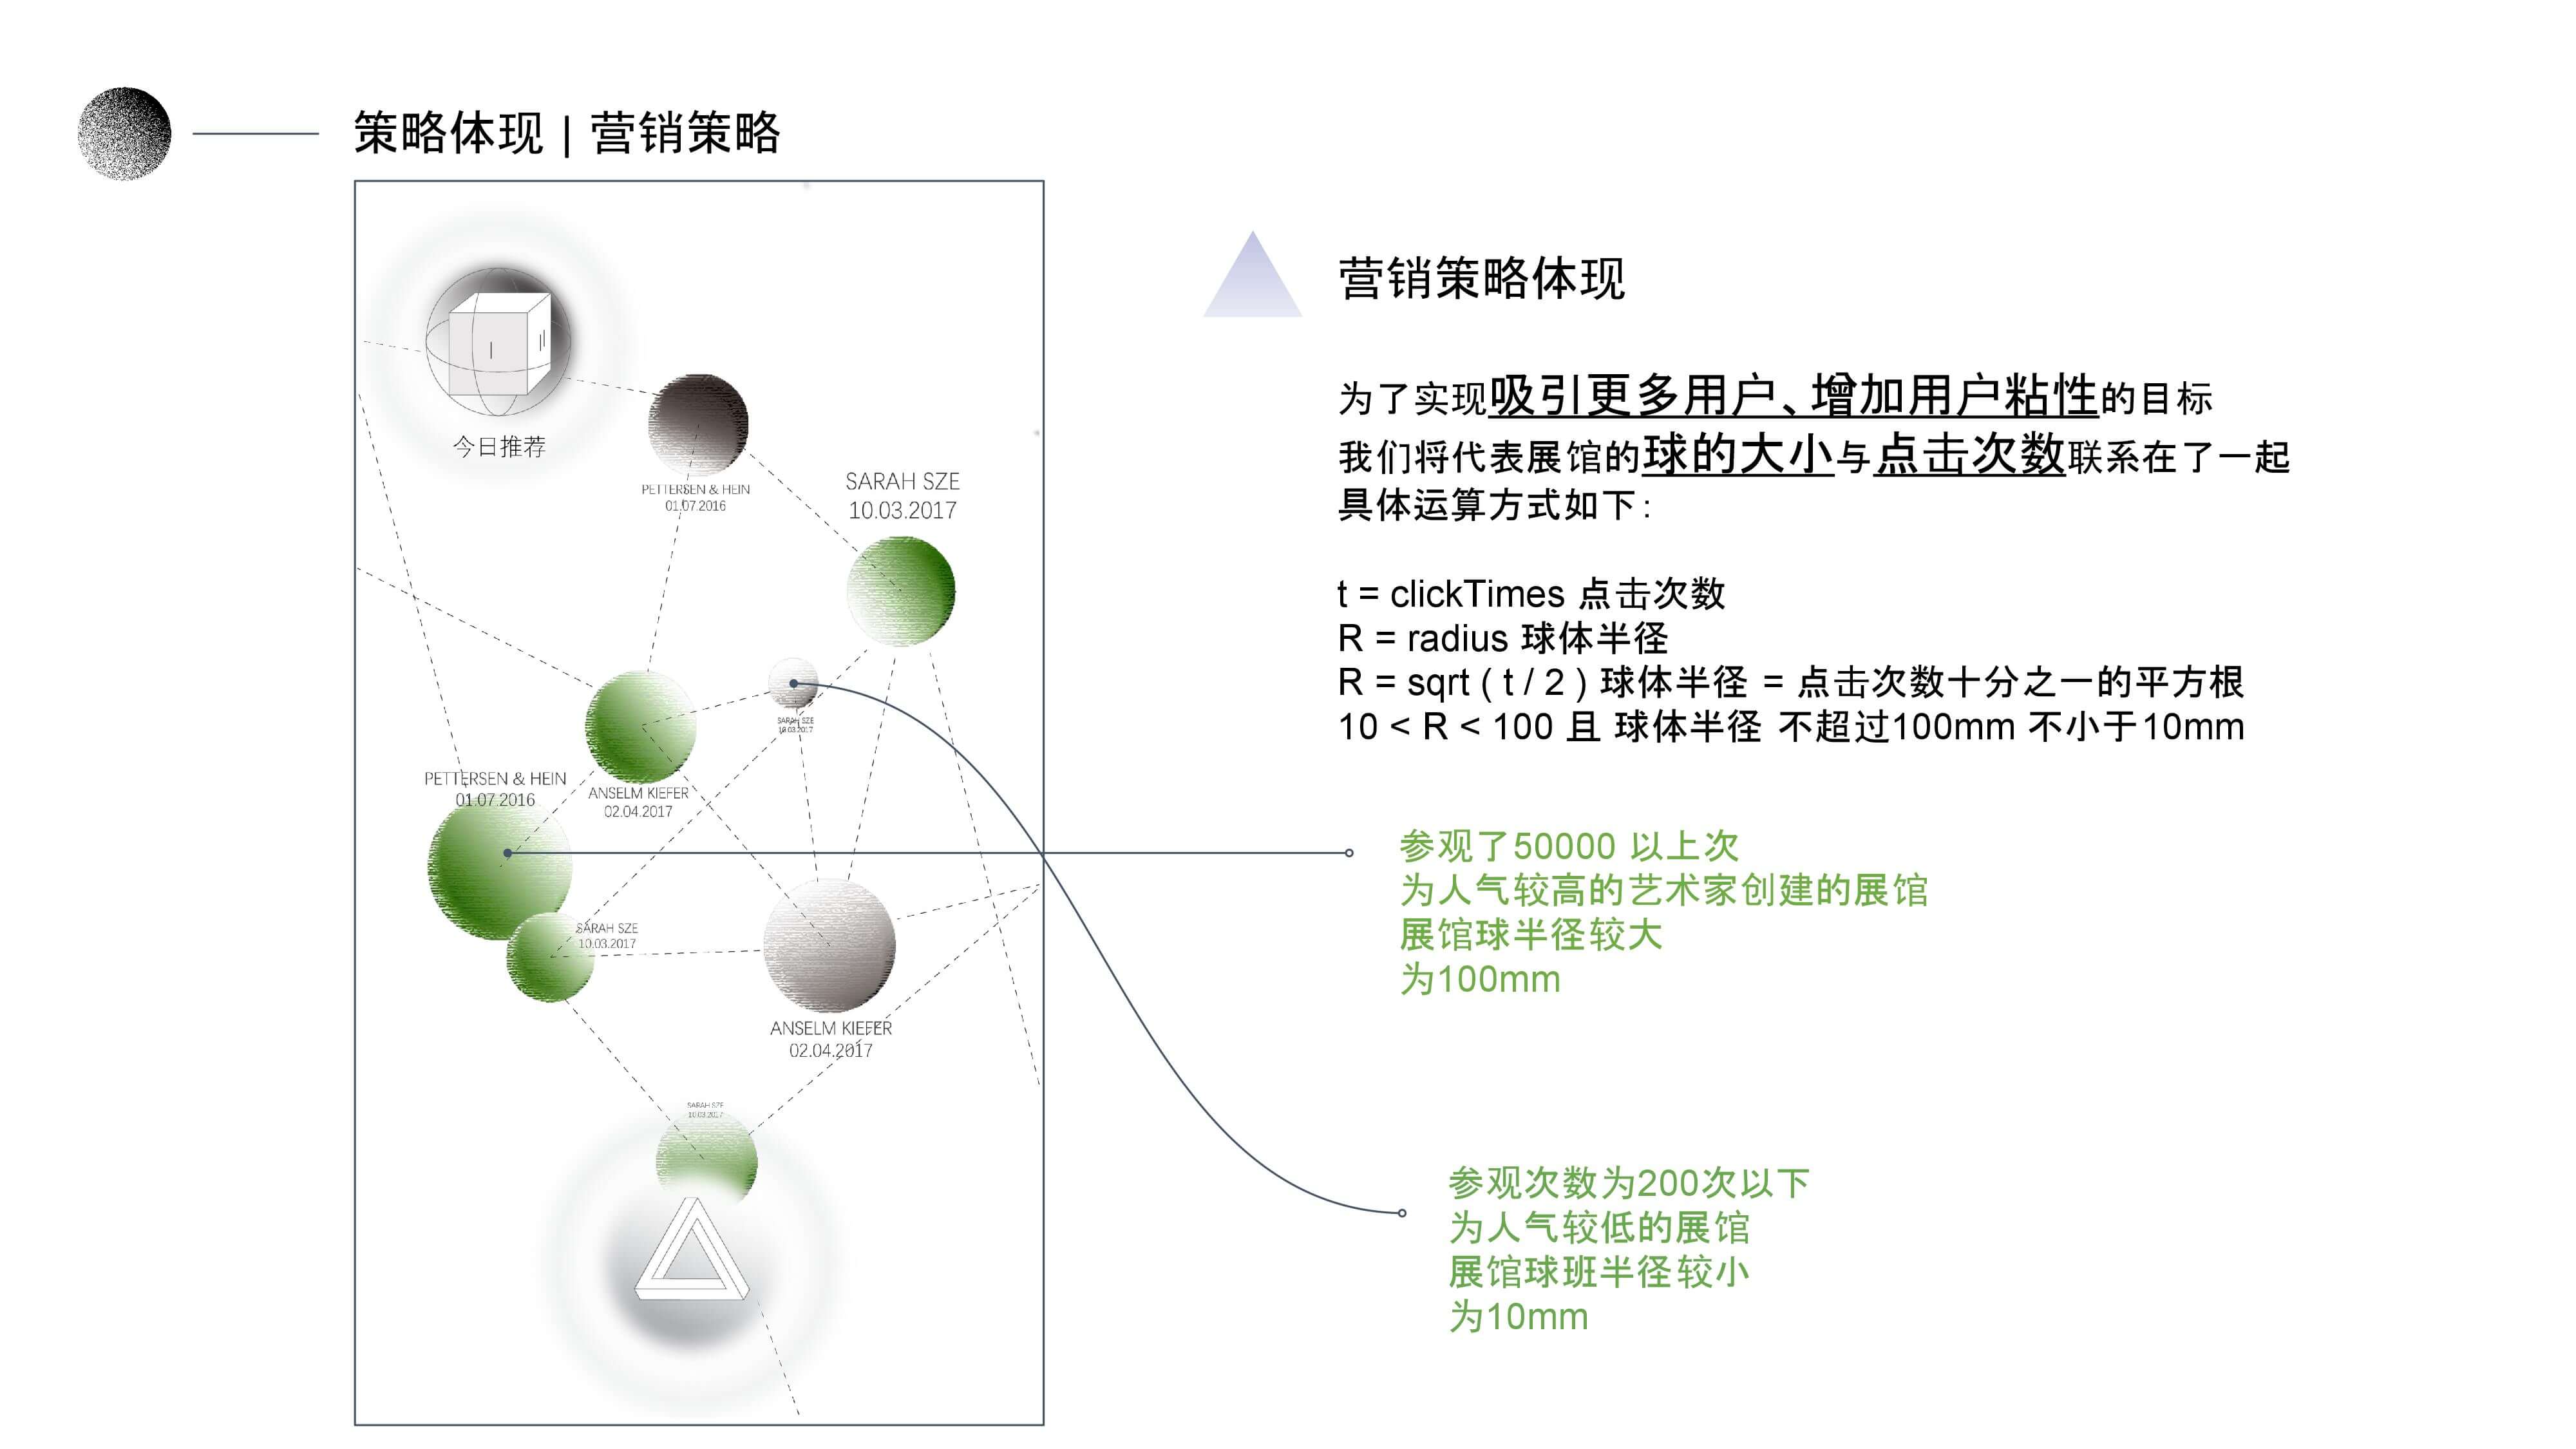 策略体现 | 营销策略
今日推荐
PETTERSEN & HEIN
01.07.2016
SARAH SZE
10.03.2017
SARAH SZE
10.03.2017
PETTERSEN & HEIN
01.07.2016
ANSELM KIEFER
02.04.2017
SARAH SZE
10.03.2017
ANSELM KIEFER
02.04.2017
SARAH SZE
10.03.2017
营销策略体现
为了实现吸引更多用户、增加用户粘性的目标
我们将代表展馆的球的大小与点击次数联系在了一起
具体运算方式如下：
t = clickTimes 点击次数
R = radius 球体半径
R = sqrt ( t / 2 ) 球体半径 = 点击次数十分之一的平方根
10 < R < 100 且 球体半径 不超过100mm 不小于10mm
参观了50000 以上次
为人气较高的艺术家创建的展馆
展馆球半径较大
为100mm
参观次数为200次以下
为人气较低的展馆
展馆球班半径较小
为10mm